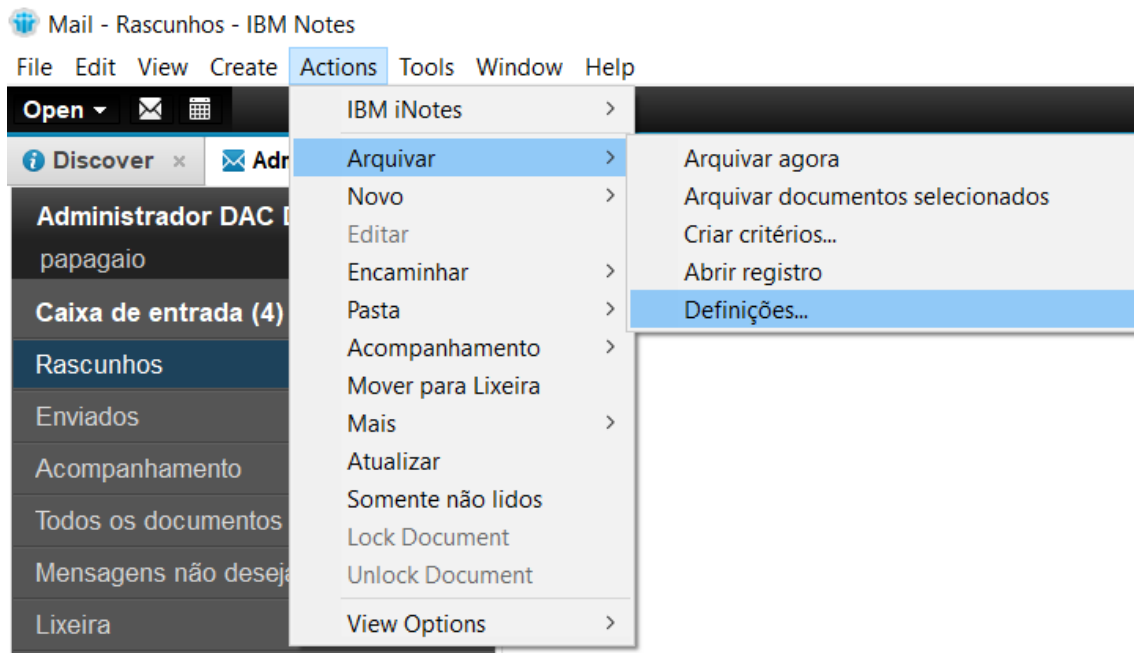 Mail - Rascunhos - IBM Notes
File Edit View Create Actions Tools Window Help
Open
Discover
Administrador DAC
papagaio
Caixa de entrada (4)
Rascunhos
Enviados
Acompanhamento
Todos os documentos
Mensagens não
Lixeira
IBM iNotes
Arquivar
Novo
Editar
Encaminhar
Pasta
Acompanhamento
Mover para Lixeira
Mais
Atualizar
Somente não lidos
Lock Document
Unlock Document
View Options
Arquivar agora
Arquivar documentos selecionados
Criar critérios...
Abrir registro
Definições...